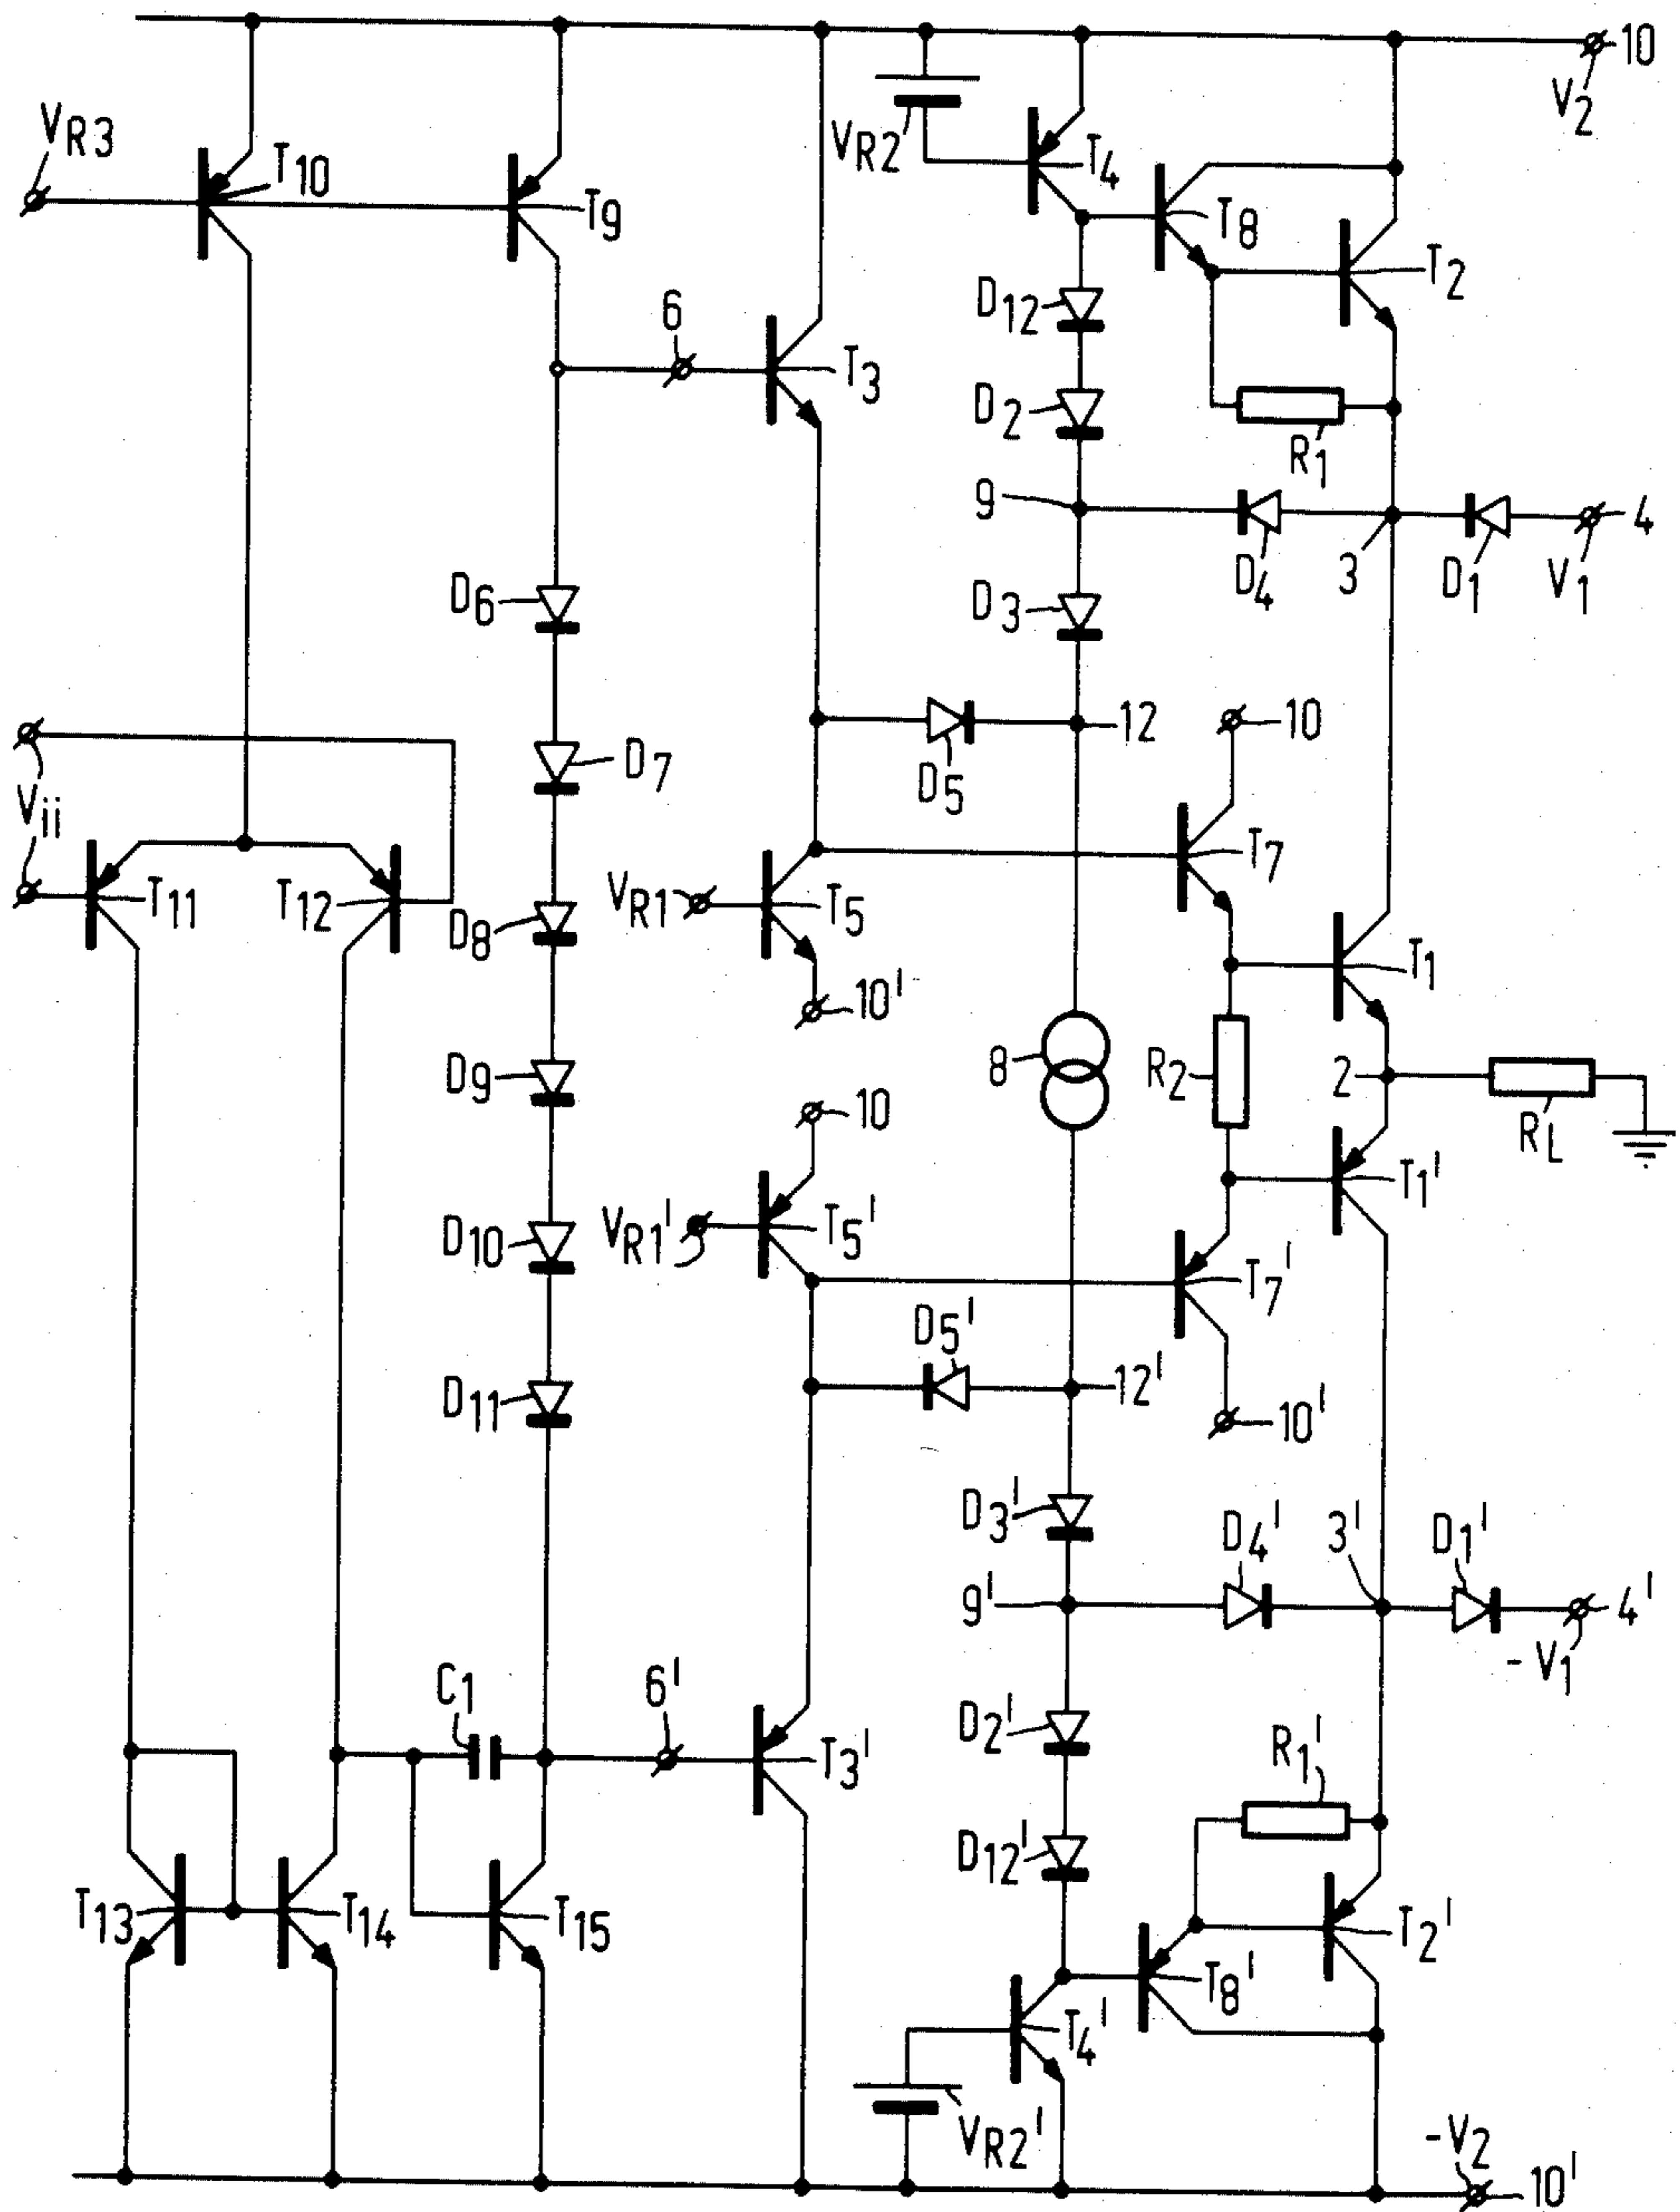 10
V2
VR3
T10
T9
VR2
T4
T8
T2
6
T3
D12
D2
R1
9
D4
3
D1
V1
4
D6
D3
12
10
D5
D7
Vii
T11
T12
D8
VR1
T5
T7
T1
10'
D9
8
R2
2
RL
10
VR1'
T5'
T1'
T7'
D10
D5'
12'
10'
D11
D3'
D4'
3'
D1'
9'
4'
-V1
C1
6'
D2'
T3'
R1'
D12'
T13
T14
T15
T2'
T8'
T4'
VR2'
-V2
10'